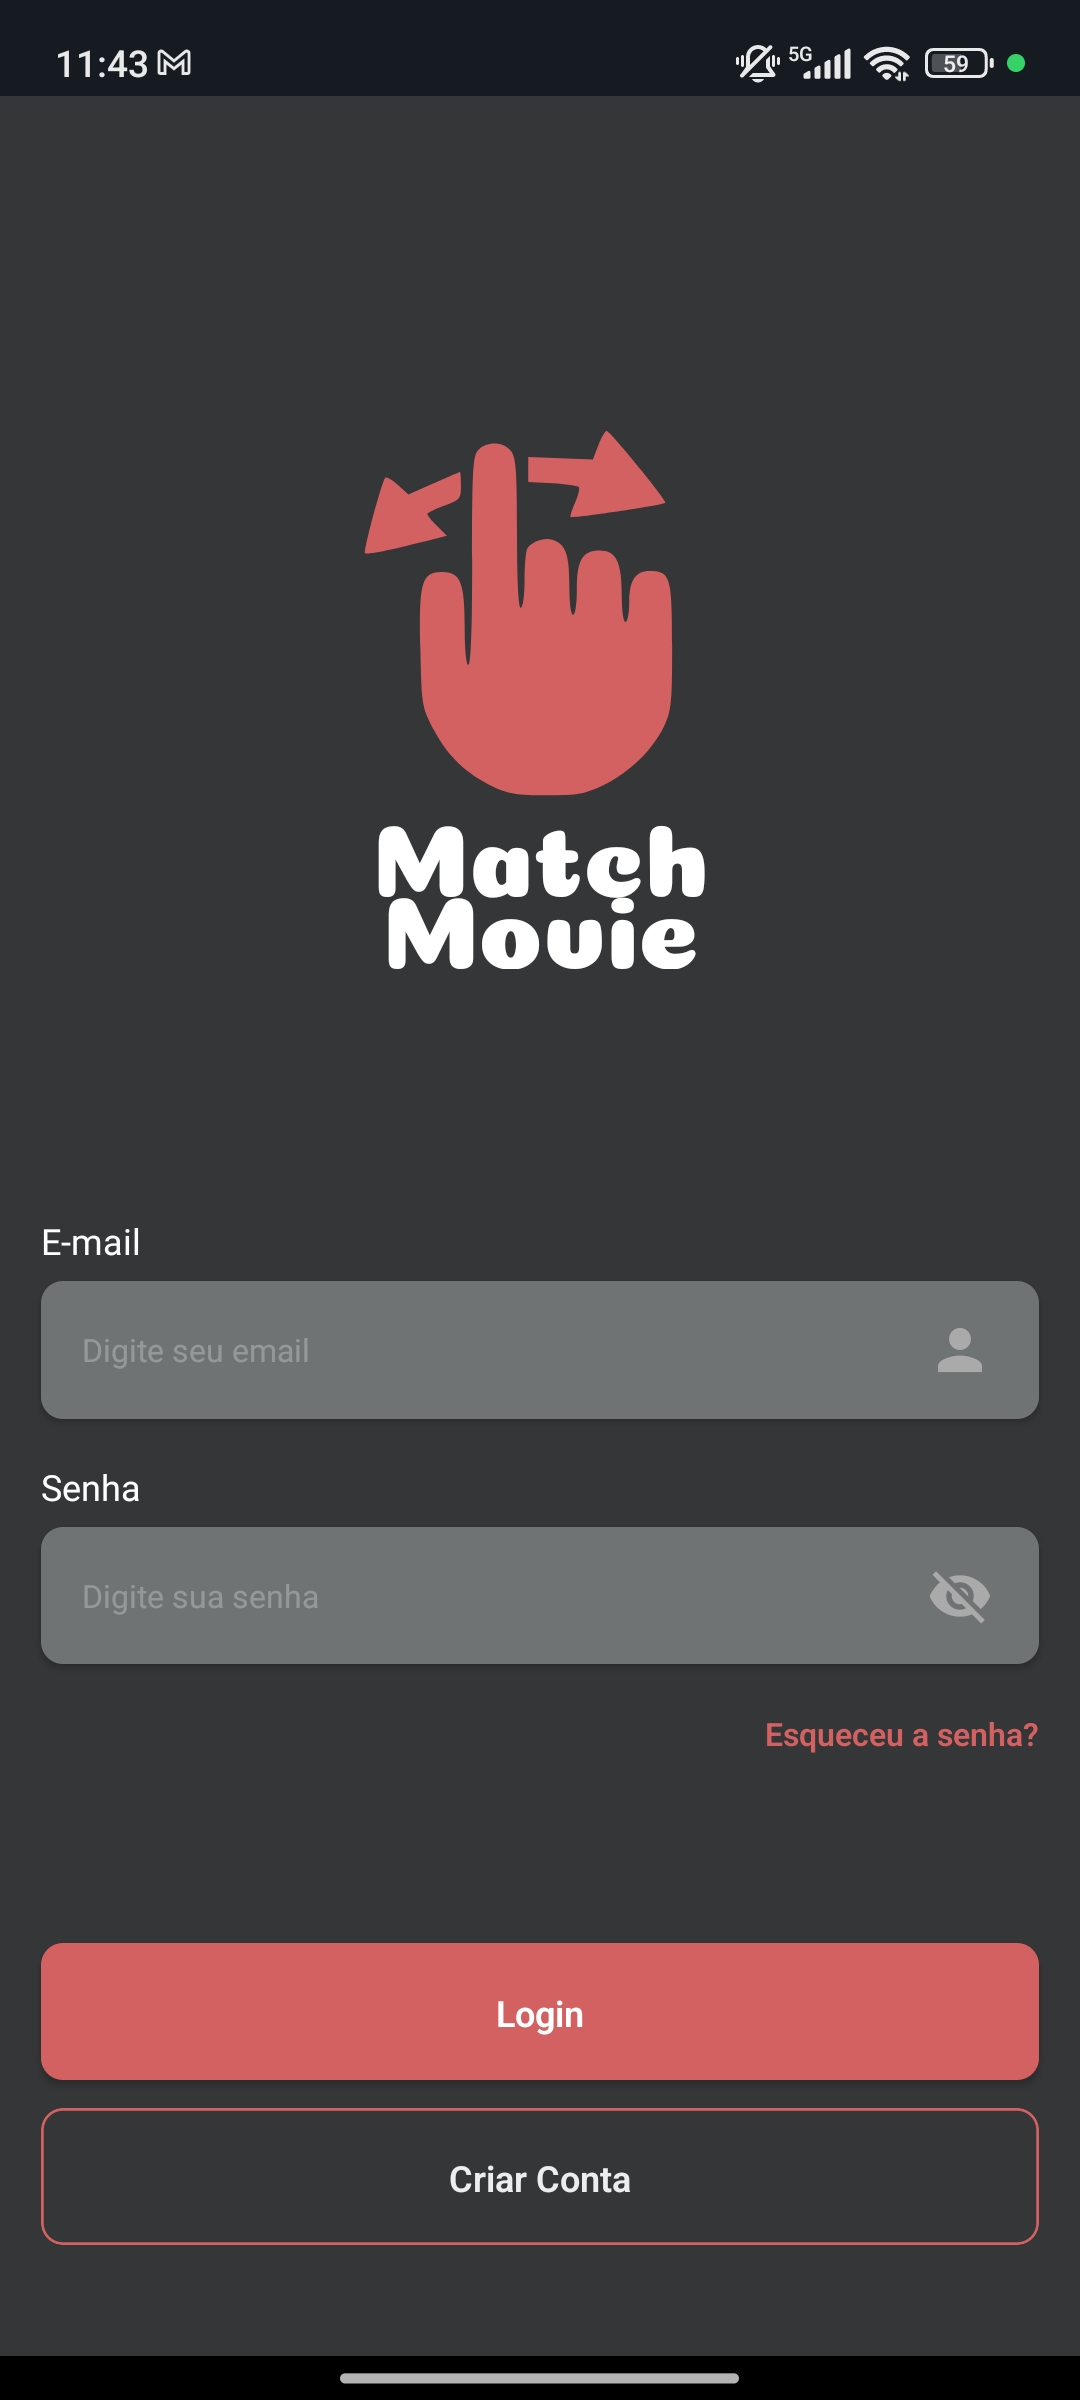 11:43
5G
59
Match
Movie
E-mail
Digite seu email
Senha
Digite sua senha
Esqueceu a senha?
Login
Criar Conta